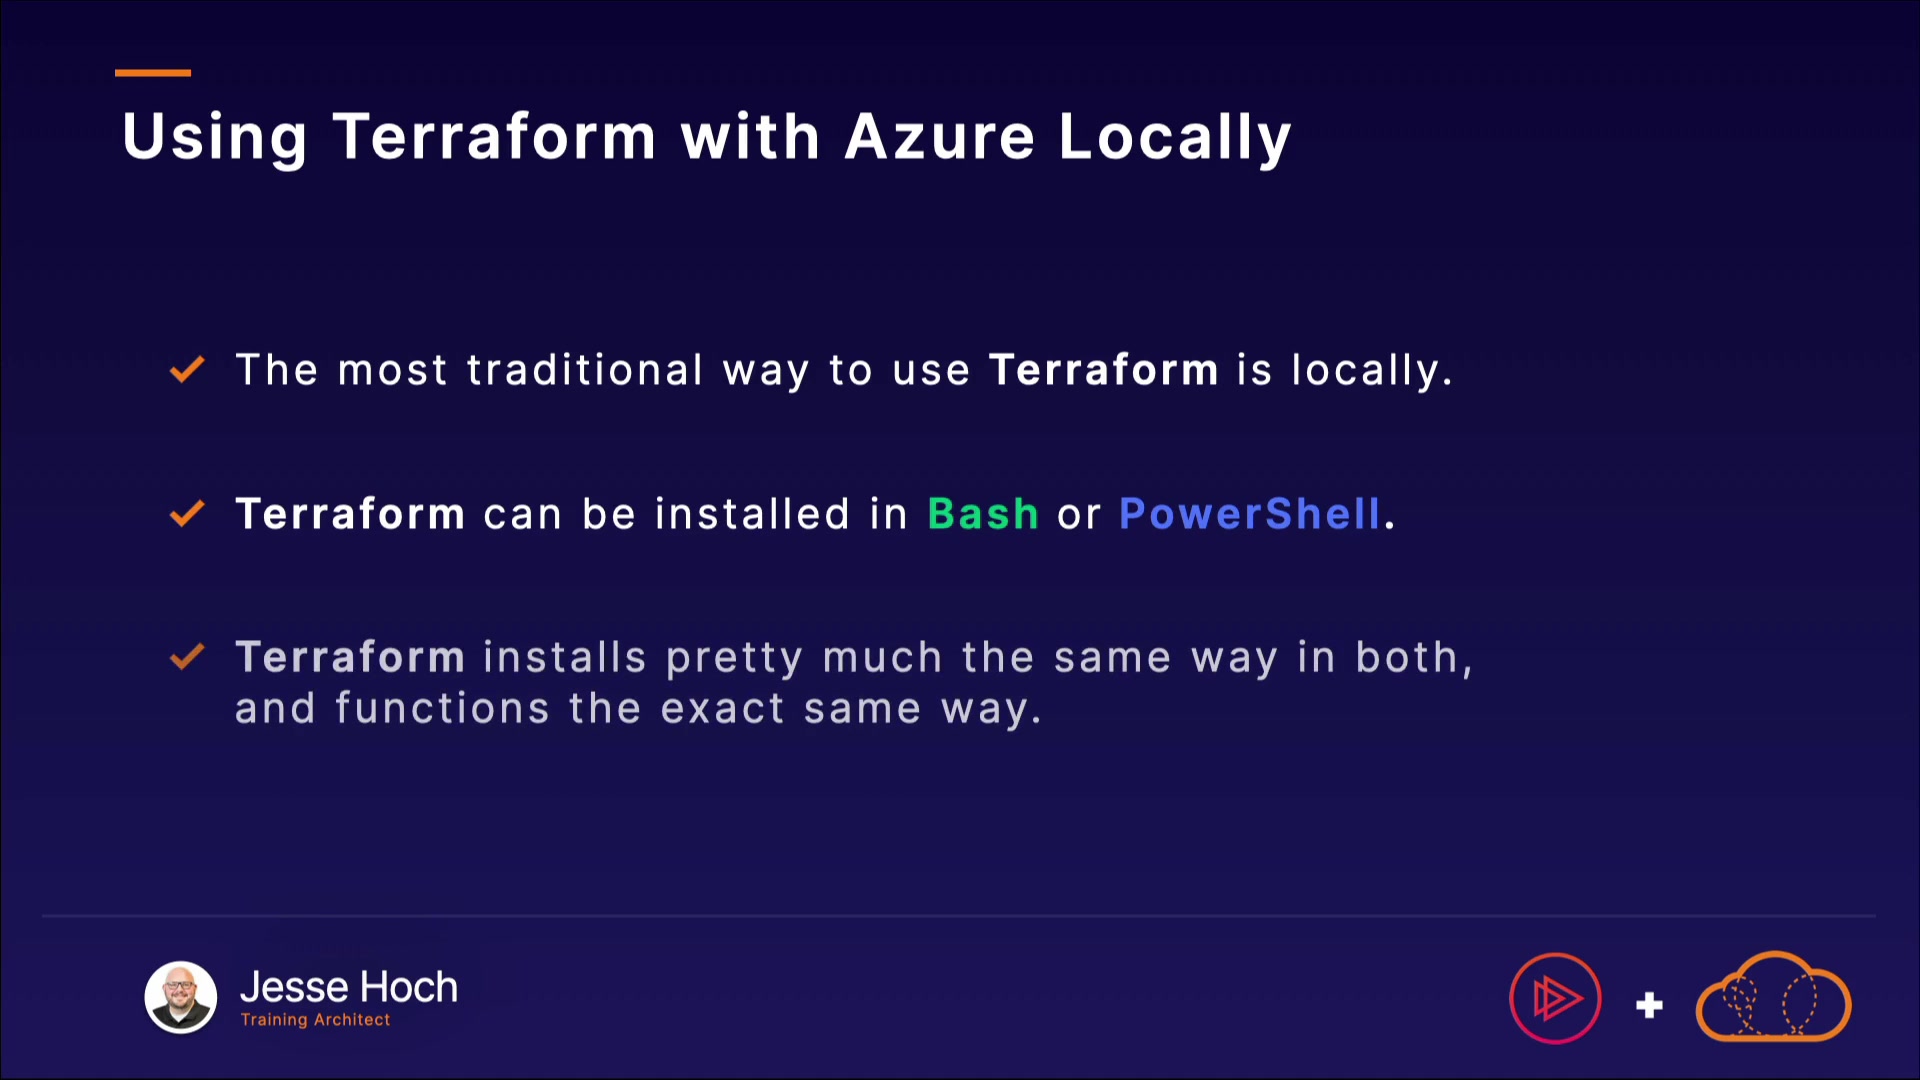 Using Terraform with Azure Locally
The most traditional way to use Terraform is locally.
Terraform can be installed in Bash or PowerShell.
Terraform installs pretty much the same way in both,
and functions the exact same way.
Jesse Hoch
Training Architect